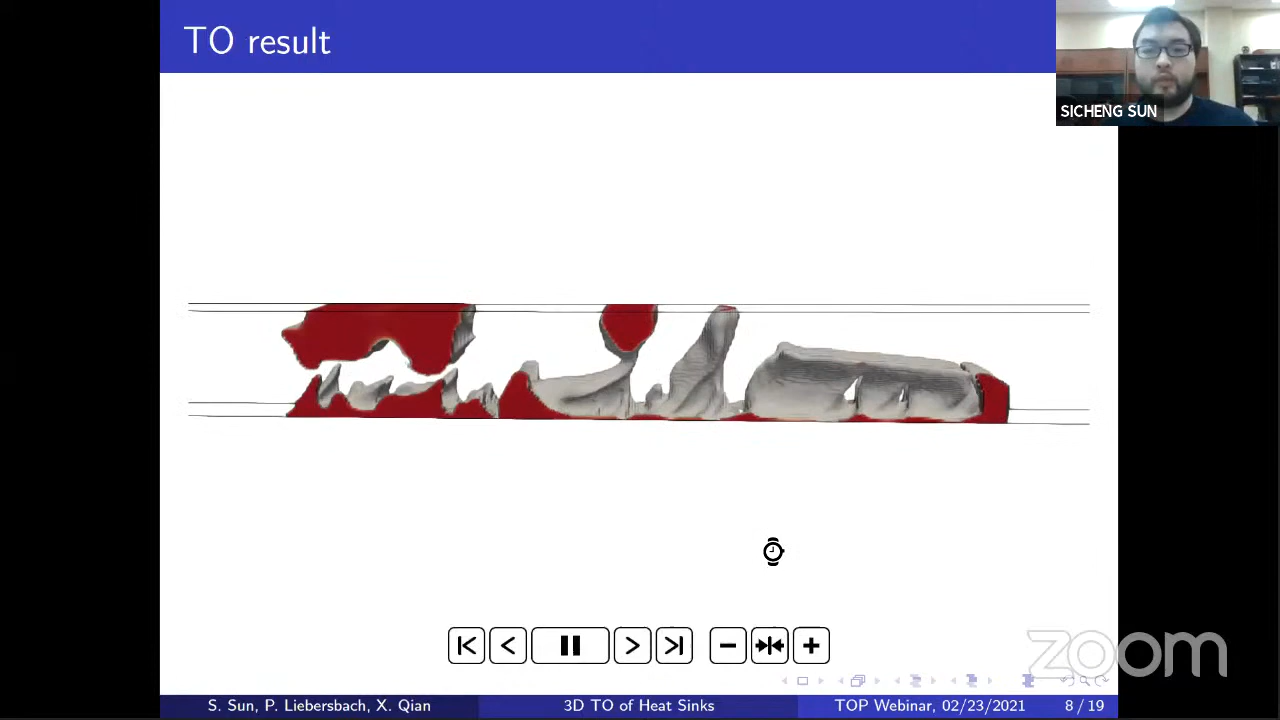 TO result
SICHENG SUN
zoom
S. Sun, P. Liebersbach, X. Qian
3D TO of Heat Sinks
TOP Webinar, 02/23/2021
8 / 19